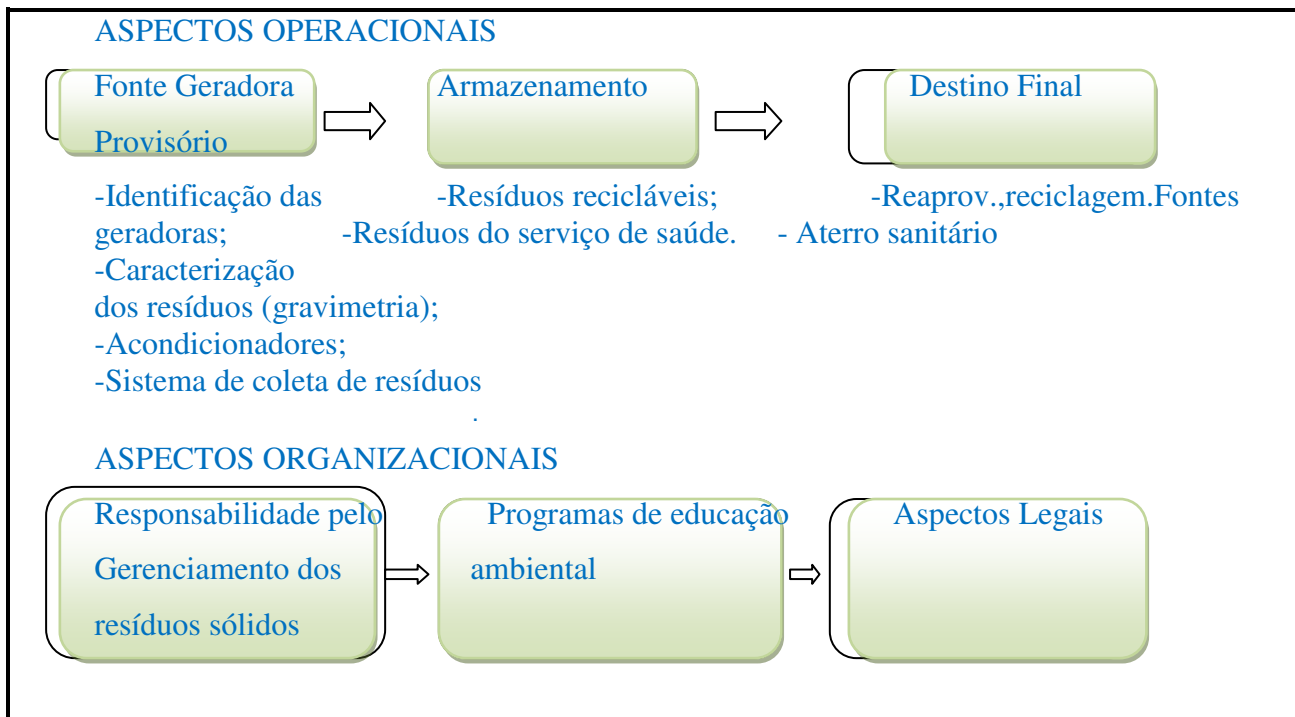 ASPECTOS OPERACIONAIS
Fonte Geradora Armazenamento Destino Final
Provisório
-Identificação das -Resíduos recicláveis; -Reaprov.,reciclagem.Fontes
geradoras; -Resíduos do serviço de saúde. - Aterro sanitário
-Caracterização
dos resíduos (gravimetria);
-Acondicionadores;
-Sistema de coleta de resíduos
.
ASPECTOS ORGANIZACIONAIS
Responsabilidade pelo Programas de educação Aspectos Legais
Gerenciamento dos ambiental
resíduos sólidos